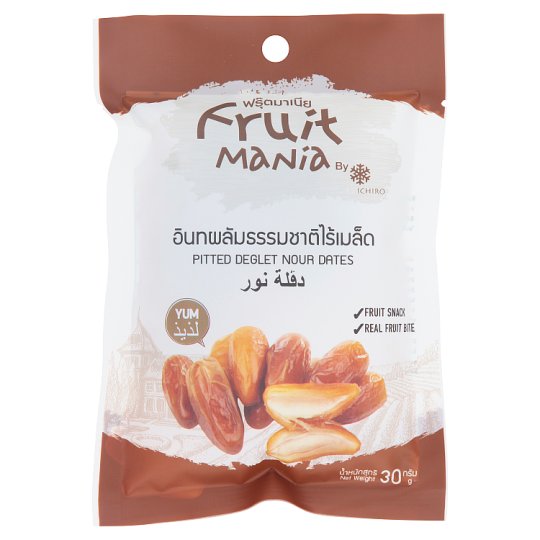 ฟรุ๊ตมาเนีย
Fruit
Mania
By
ICHIRO
อินทผลัมธรรมชาติไร้เมล็ด
PITTED DEGLET NOUR DATES
دقلة نور
YUM
لذيذ
✓FRUIT SNACK
✓REAL FRUIT BITE
น้ำหนักสุทธิ 30 กรัม
Net Weight g